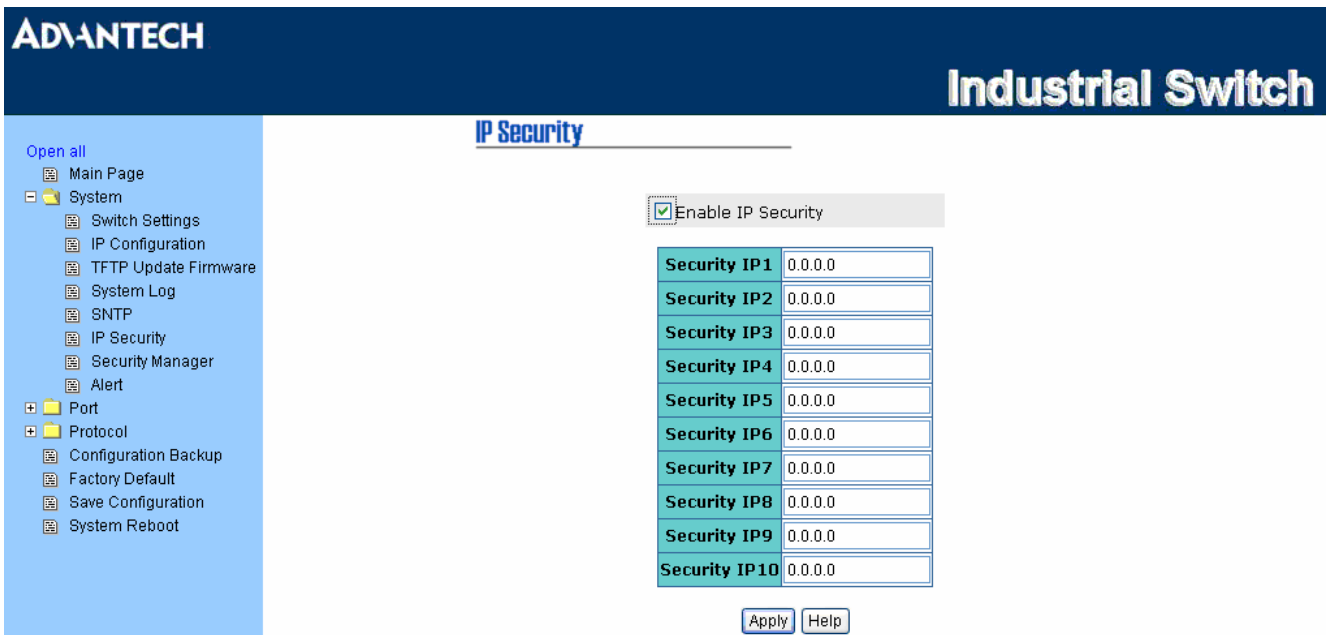 ADVANTECH
Industrial Switch
Open all
Main Page
System
Switch Settings
IP Configuration
TFTP Update Firmware
System Log
SNTP
IP Security
Security Manager
Alert
Port
Protocol
Configuration Backup
Factory Default
Save Configuration
System Reboot
IP Security
Enable IP Security
Security IP1 0.0.0.0
Security IP2 0.0.0.0
Security IP3 0.0.0.0
Security IP4 0.0.0.0
Security IP5 0.0.0.0
Security IP6 0.0.0.0
Security IP7 0.0.0.0
Security IP8 0.0.0.0
Security IP9 0.0.0.0
Security IP10 0.0.0.0
Apply Help